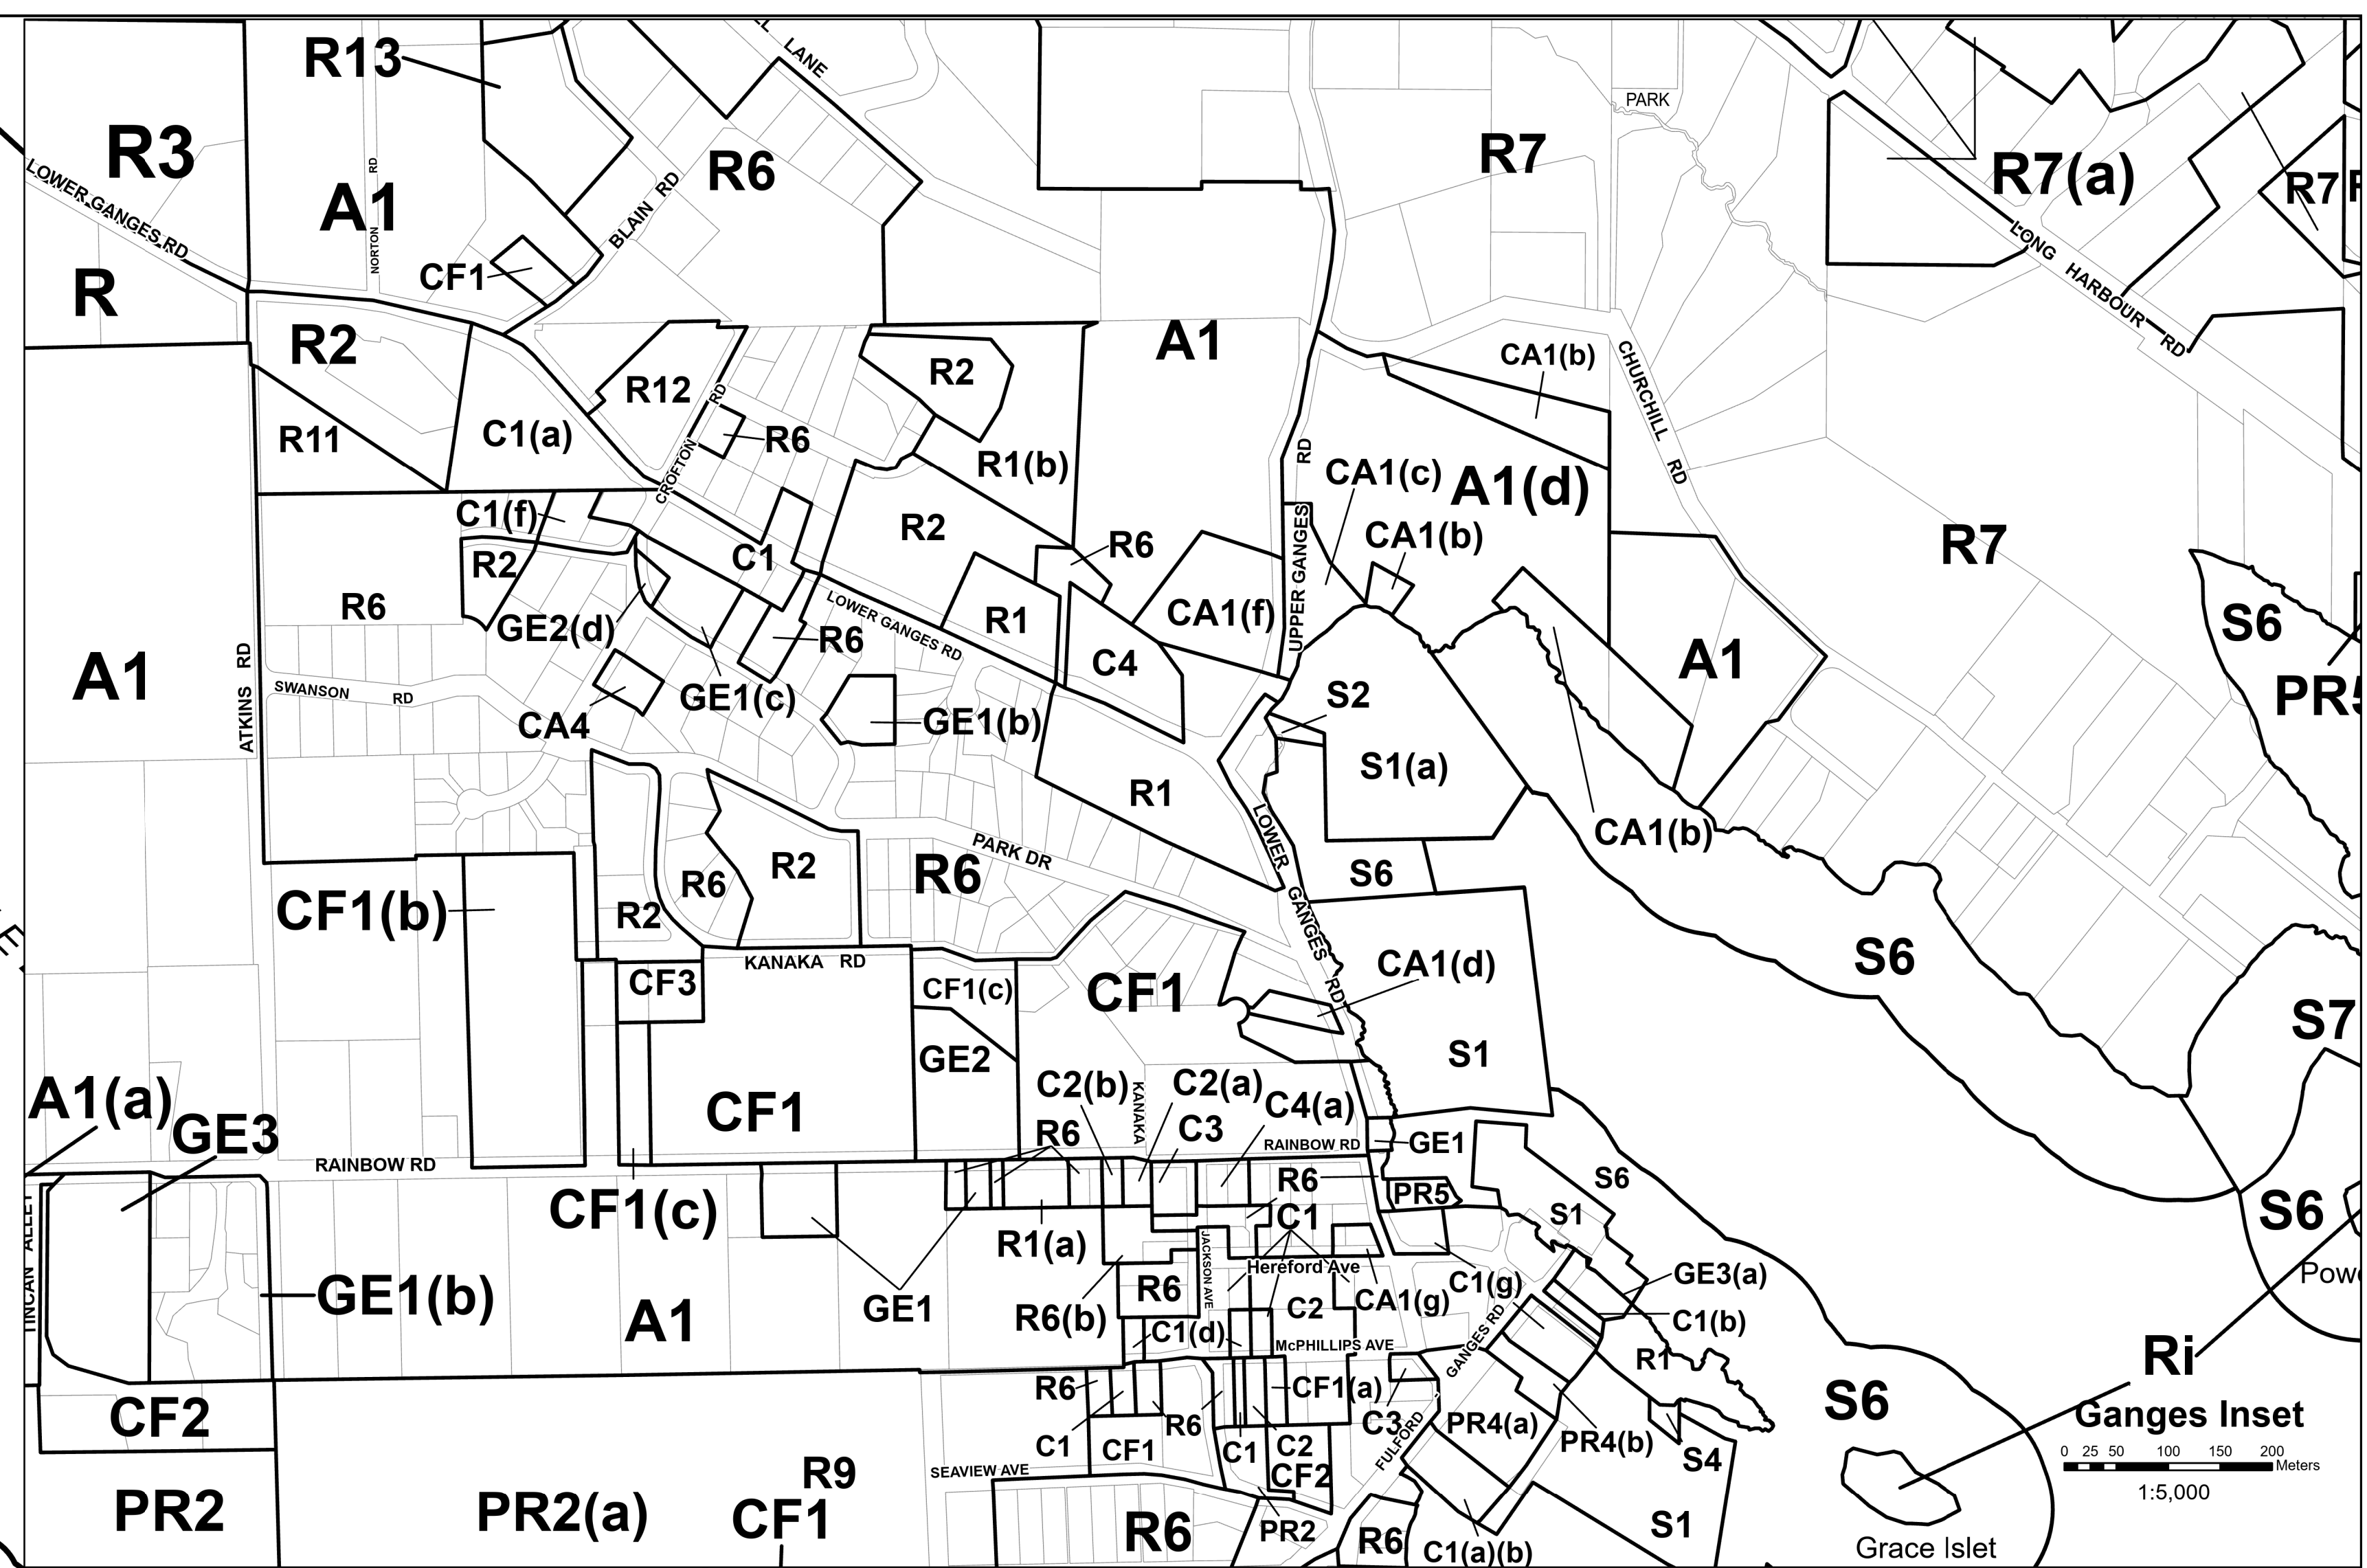 LANE
R13
PARK
R3
R6
R7
R7(a)
R7
LOWER GANGES RD
A1
NORTON RD
BLAIN RD
LONG HARBOUR RD
CF1
R
R2
A1
CA1(b)
CHURCHILL RD
R12
R2
R11
C1(a)
CROFTON RD
R6
R1(b)
UPPER GANGES RD
CA1(c)
A1(d)
C1(f)
R2
CA1(b)
R7
R2
C1
R6
R6
GE2(d)
R6
LOWER GANGES RD
R1
CA1(f)
S6
A1
ATKINS RD
SWANSON RD
CA4
GE1(c)
GE1(b)
C4
S2
A1
S1(a)
R1
CA1(b)
PARK DR
LOWER GANGES RD
R2
R6
R6
S6
CF1(b)
R2
KANAKA RD
S6
CF3
CF1(c)
CF1
CA1(d)
S7
GE2
S1
A1(a)
GE3
CF1
C2(b)
KANAKA
C2(a)
C4(a)
R6
C3
RAINBOW RD
GE1
RAINBOW RD
R6
PR5
S6
CF1(c)
C1
S1
S6
R1(a)
JACKSON AVE
Hereford Ave
C1(g)
GE3(a)
TINCAN ALLEY
GE1(b)
A1
GE1
R6(b)
R6
C2
CA1(g)
C1(g)
C1(b)
C1(d)
McPHILLIPS AVE
GANGES RD
R1
Ri
R6
CF1(a)
S6
Ganges Inset
CF2
R6
C3
PR4(a)
PR4(b)
0 25 50 100 150 200
Meters
1:5,000
C1
CF1
C1
C2
FULFORD
S4
R9
SEAVIEW AVE
CF2
PR2
PR2(a)
CF1
R6
PR2
R6
C1(a)(b)
S1
Grace Islet